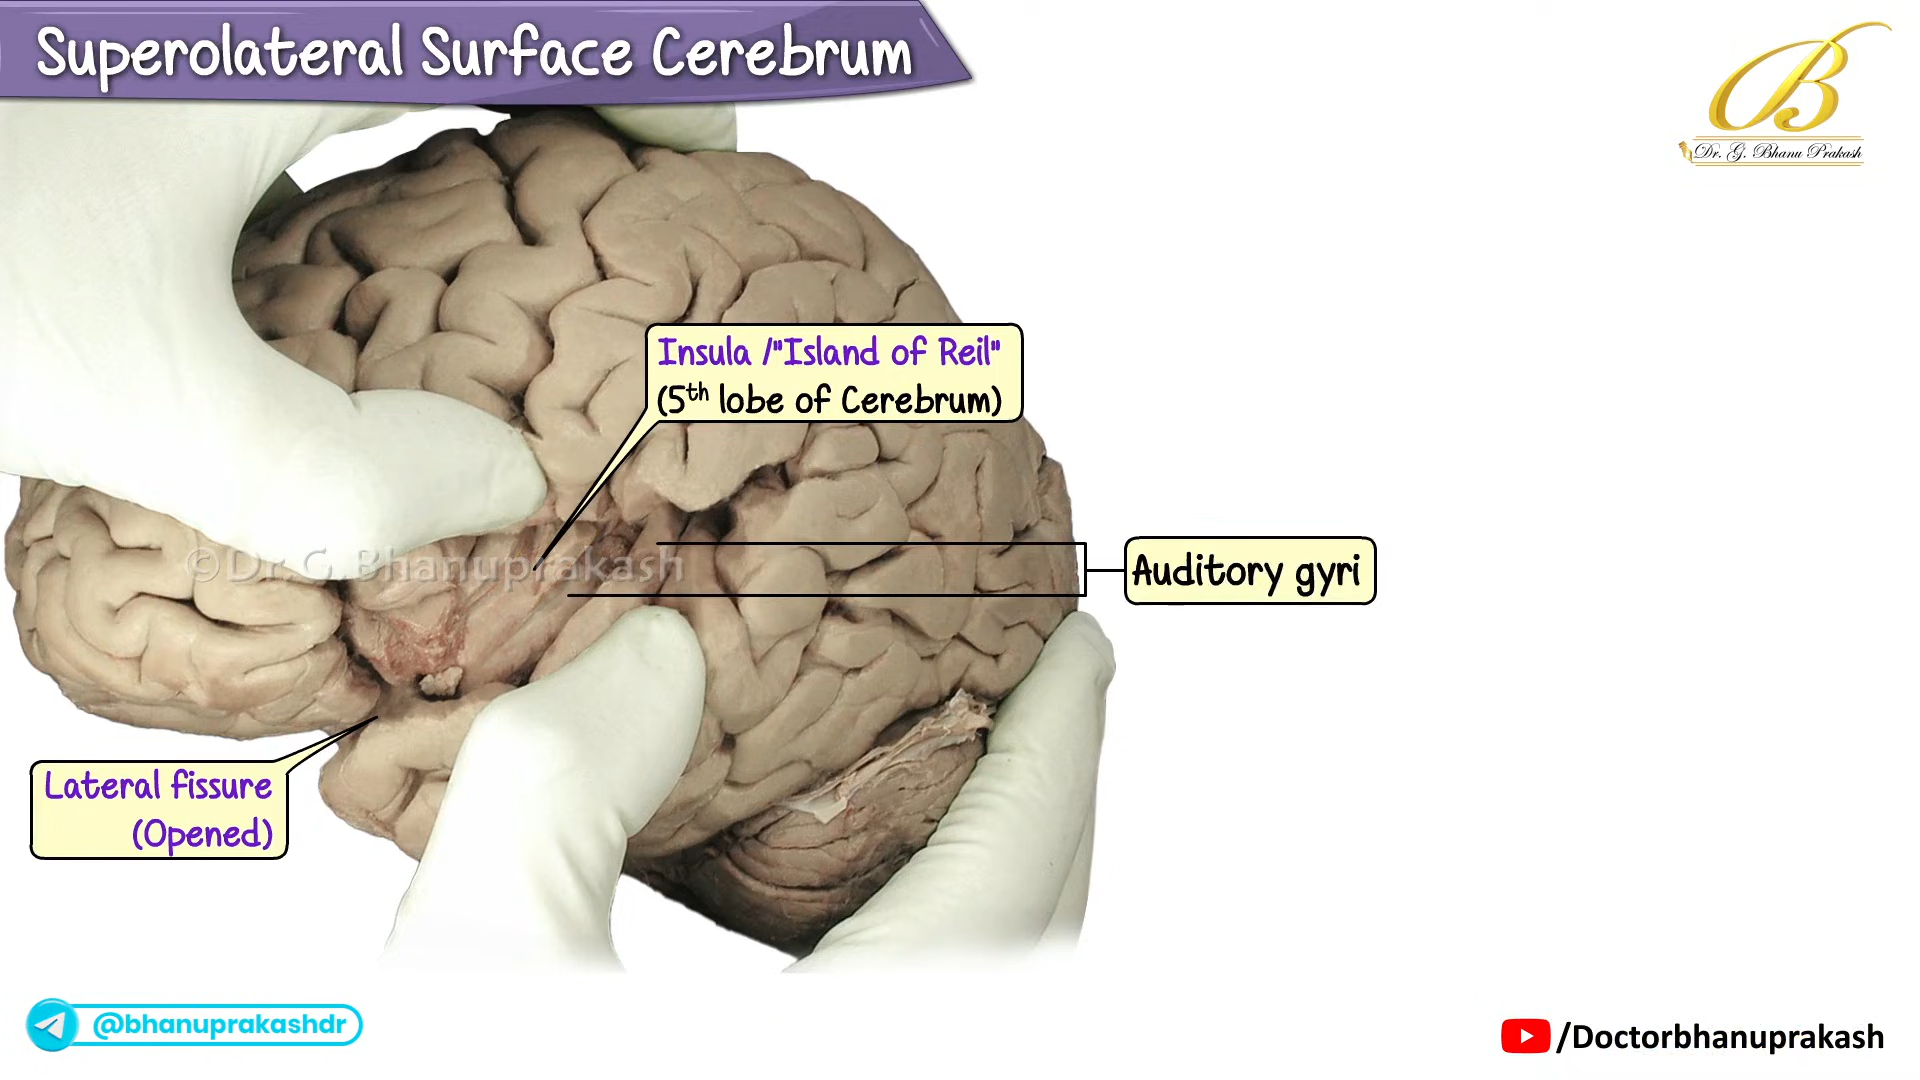 Superolateral Surface Cerebrum
B
Dr. G. Bhanu Prakash
Insula /"Island of Reil"
(5th lobe of Cerebrum)
©Dr.G.Bhanuprakash
Auditory gyri
Lateral fissure
(Opened)
@bhanuprakashdr
/Doctorbhanuprakash